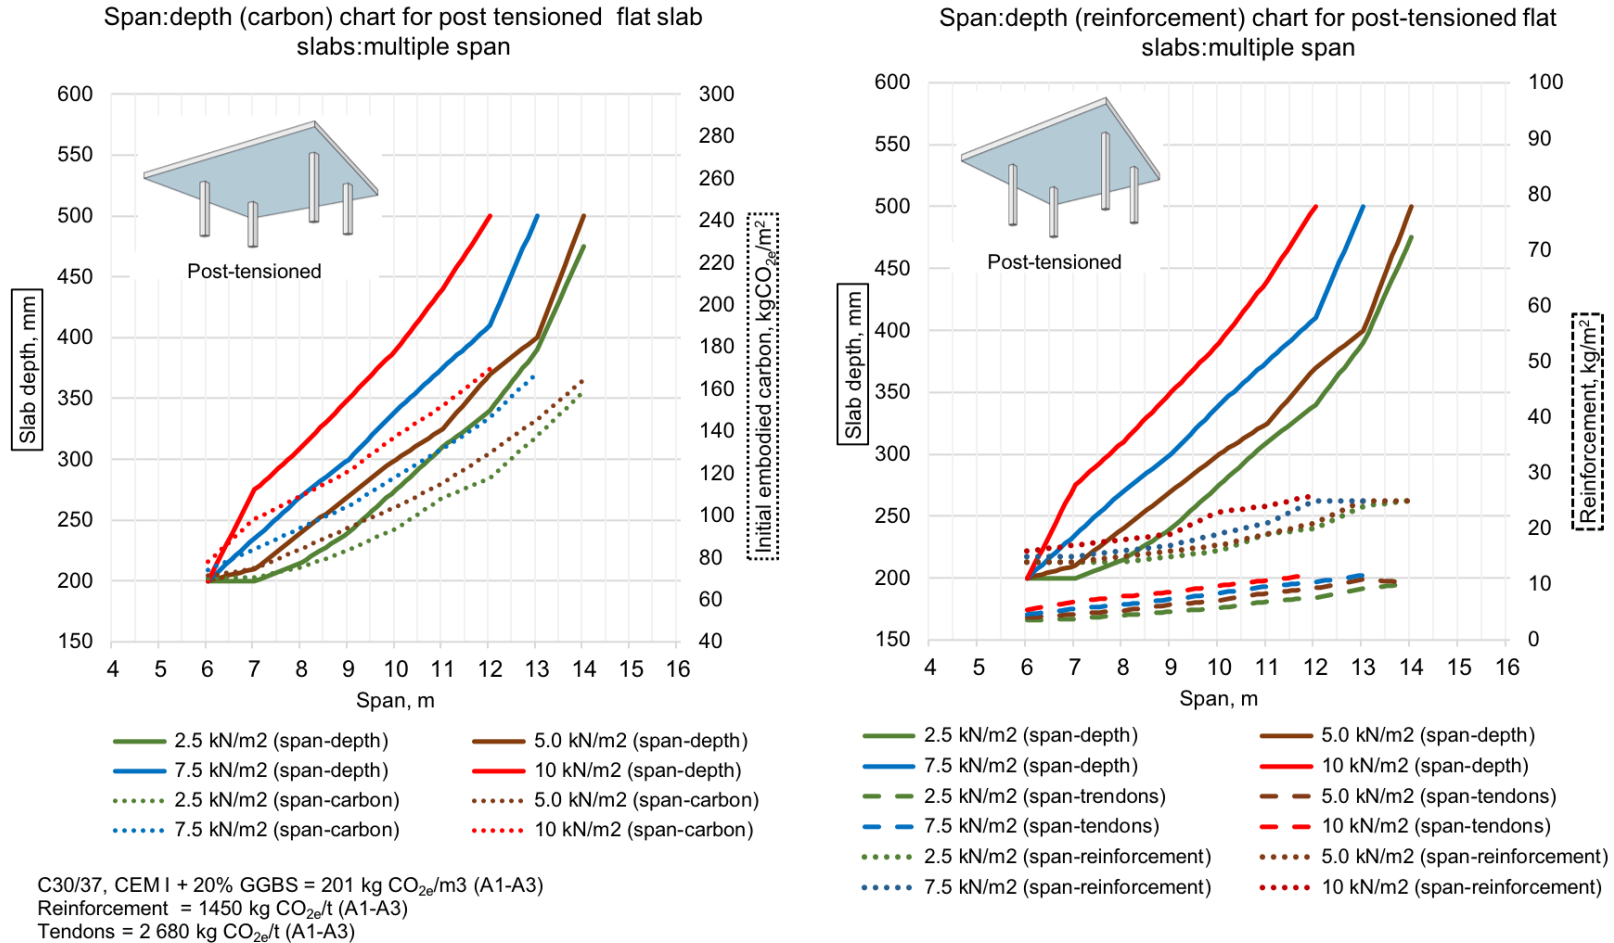 Span:depth (carbon) chart for post tensioned  flat slab
slabs:multiple span
600
550
500
450
400
350
300
250
200
150
300
280
260
240
220
200
180
160
140
120
100
80
60
40
Post-tensioned
Slab depth, mm
Initial embodied carbon, kgCO2e/m2
4 5 6 7 8 9 10 11 12 13 14 15 16
Span, m
2.5 kN/m2 (span-depth)
5.0 kN/m2 (span-depth)
7.5 kN/m2 (span-depth)
10 kN/m2 (span-depth)
2.5 kN/m2 (span-carbon)
5.0 kN/m2 (span-carbon)
7.5 kN/m2 (span-carbon)
10 kN/m2 (span-carbon)
C30/37, CEM I + 20% GGBS = 201 kg CO2e/m3 (A1-A3)
Reinforcement  = 1450 kg CO2e/t (A1-A3)
Tendons = 2 680 kg CO2e/t (A1-A3)
Span:depth (reinforcement) chart for post-tensioned flat
slabs:multiple span
600
550
500
450
400
350
300
250
200
150
100
90
80
70
60
50
40
30
20
10
0
Post-tensioned
Slab depth, mm
Reinforcement, kg/m2
4 5 6 7 8 9 10 11 12 13 14 15 16
Span, m
2.5 kN/m2 (span-depth)
5.0 kN/m2 (span-depth)
7.5 kN/m2 (span-depth)
10 kN/m2 (span-depth)
2.5 kN/m2 (span-trendons)
5.0 kN/m2 (span-tendons)
7.5 kN/m2 (span-tendons)
10 kN/m2 (span-tendons)
2.5 kN/m2 (span-reinforcement)
5.0 kN/m2 (span-reinforcement)
7.5 kN/m2 (span-reinforcement)
10 kN/m2 (span-reinforcement)